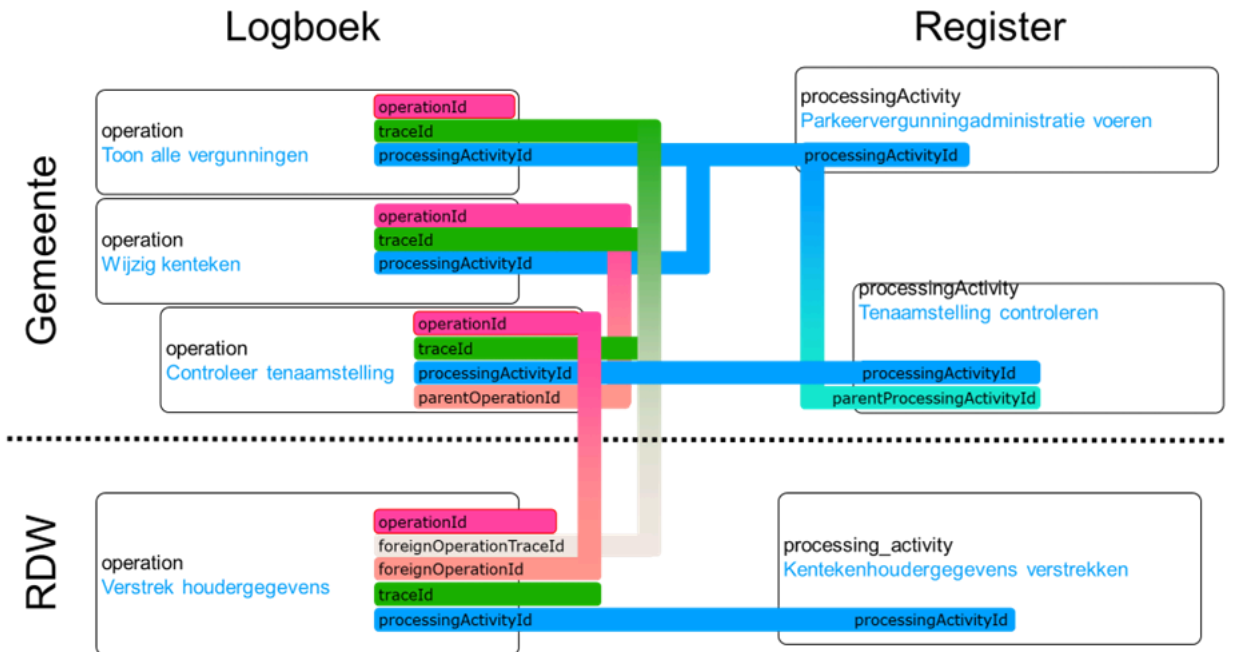 Logboek
Register
Gemeente
operation
Toon alle vergunningen
operationId
traceId
processingActivityId
processingActivity
Parkeervergunningadministratie voeren
processingActivityId
operation
Wijzig kenteken
operationId
traceId
processingActivityId
operation
Controleer tenaamstelling
operationId
traceId
processingActivityId
parentOperationId
processingActivity
Tenaamstelling controleren
processingActivityId
parentProcessingActivityId
RDW
operation
Verstrek houdergegevens
operationId
foreignOperationTraceId
foreignOperationId
traceId
processingActivityId
processing_activity
Kentekenhoudergegevens verstrekken
processingActivityId